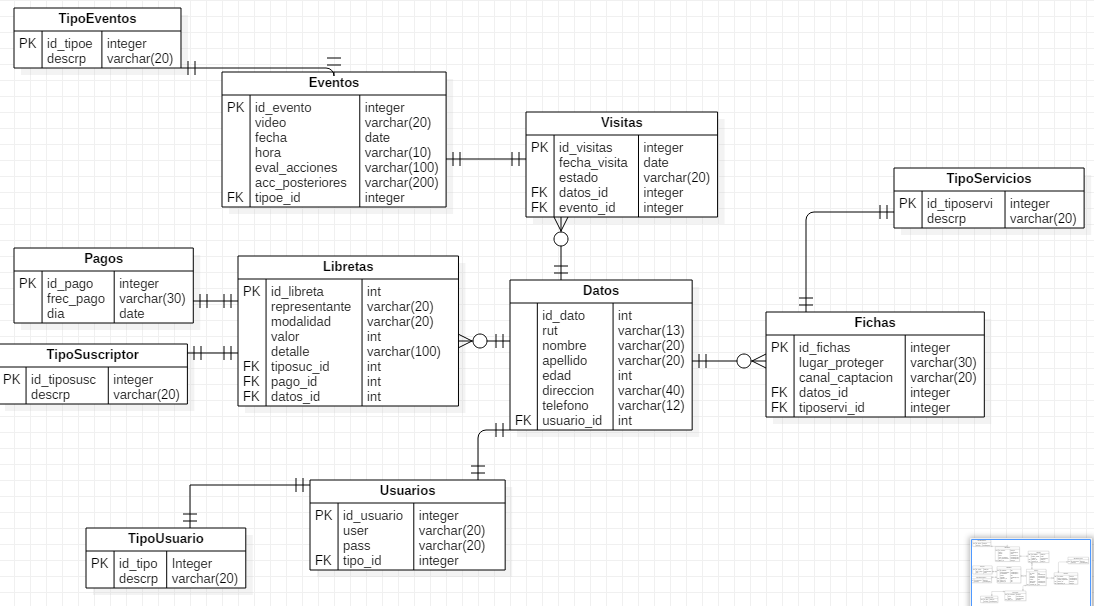 TipoEventos
PK id_tipoe integer
descrp varchar(20)
Eventos
PK id_evento integer
video varchar(20)
fecha date
hora varchar(10)
eval_acciones varchar(100)
acc_posteriores varchar(200)
FK tipoe_id integer
Visitas
PK id_visitas integer
fecha_visita date
estado varchar(20)
FK datos_id integer
FK evento_id integer
TipoServicios
PK id_tiposervi integer
descrp varchar(20)
Pagos
PK id_pago integer
frec_pago varchar(30)
dia date
Libretas
PK id_libreta int
representante varchar(20)
modalidad varchar(20)
valor int
detalle varchar(100)
FK tiposuc_id int
FK pago_id int
FK datos_id int
Datos
id_dato int
rut varchar(13)
nombre varchar(20)
apellido varchar(20)
edad int
direccion varchar(40)
telefono varchar(12)
FK usuario_id int
Fichas
PK id_fichas integer
lugar_proteger varchar(30)
canal_captacion varchar(20)
FK datos_id integer
FK tiposervi_id integer
TipoSuscriptor
PK id_tiposusc integer
descrp varchar(20)
Usuarios
PK id_usuario integer
user varchar(20)
pass varchar(20)
FK tipo_id integer
TipoUsuario
PK id_tipo Integer
descrp varchar(20)